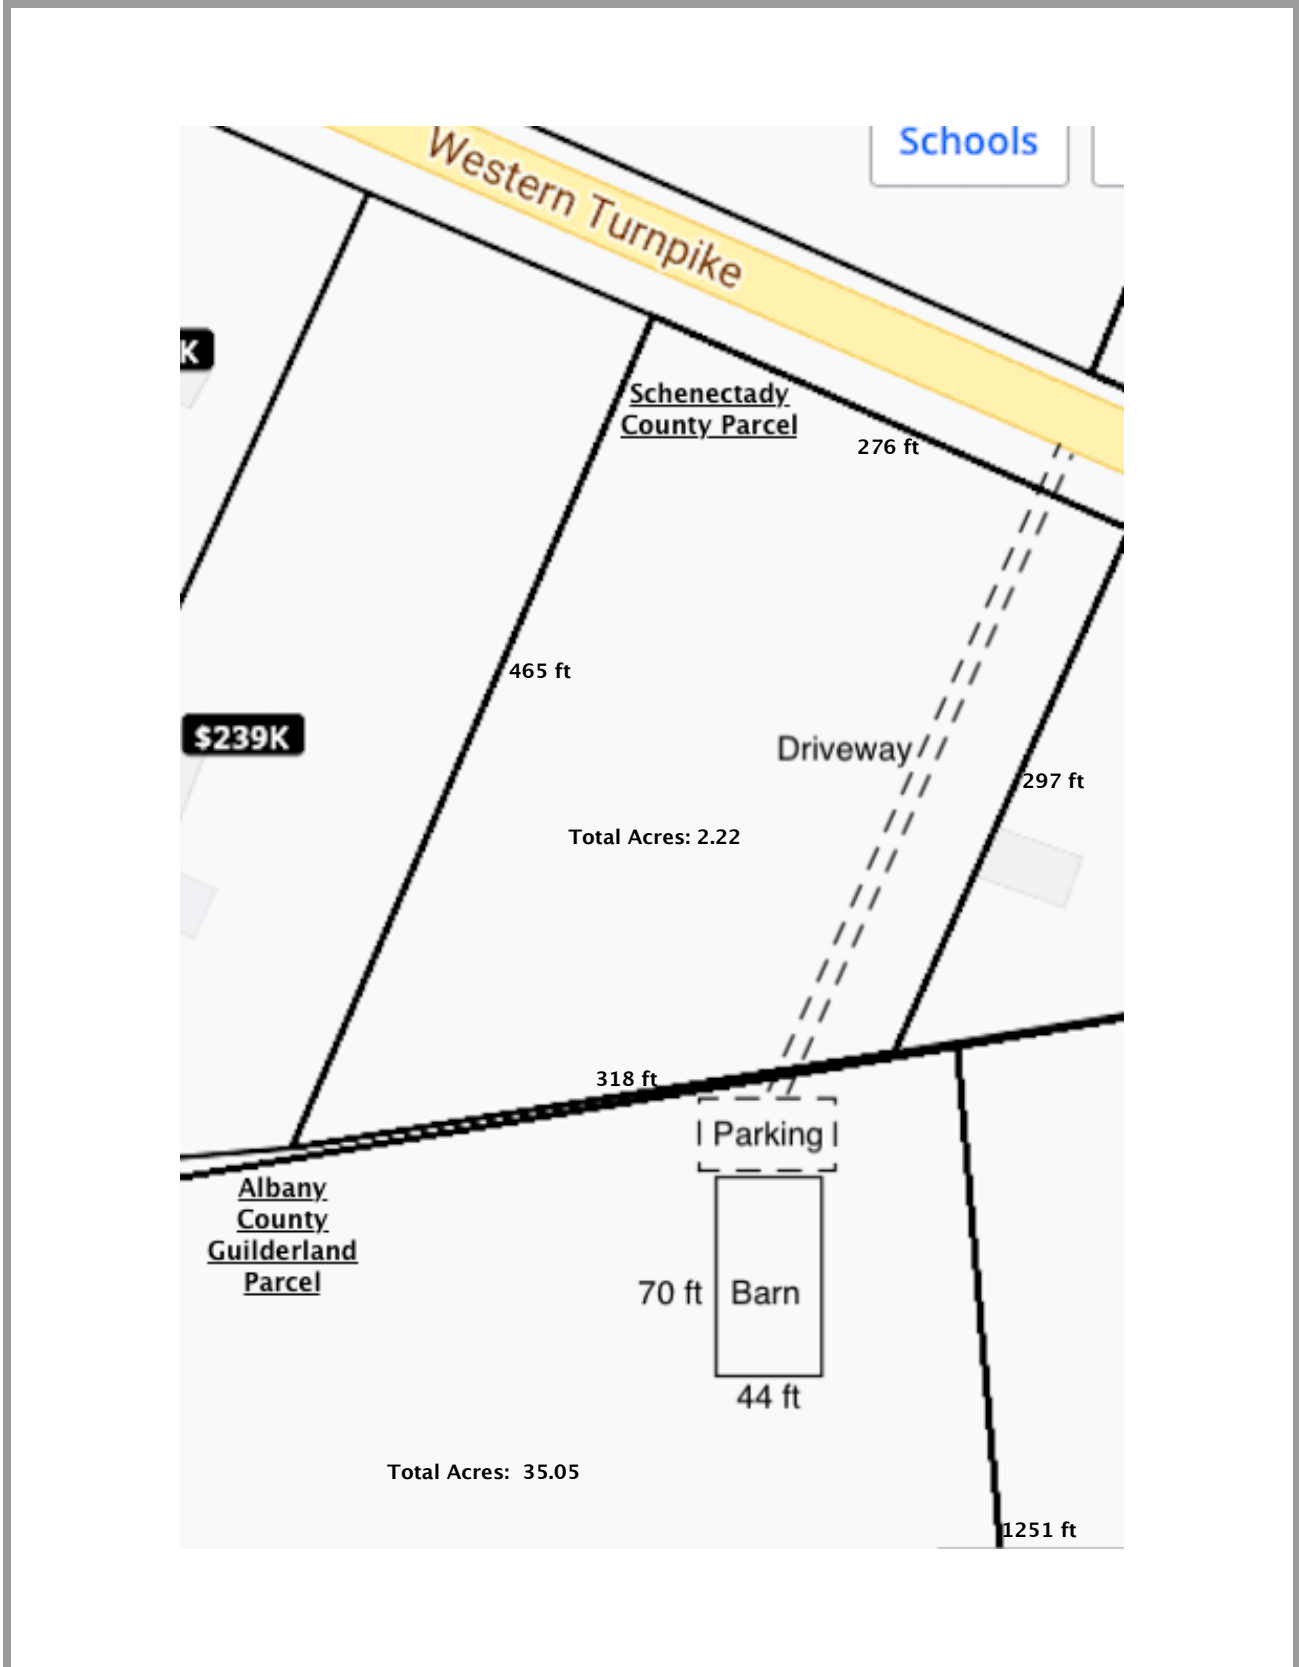 Schools
Western Turnpike
K
Schenectady
County Parcel
276 ft
465 ft
$239K
Driveway
297 ft
Total Acres: 2.22
318 ft
Parking
Albany
County
Guilderland
Parcel
70 ft
Barn
44 ft
Total Acres:  35.05
1251 ft